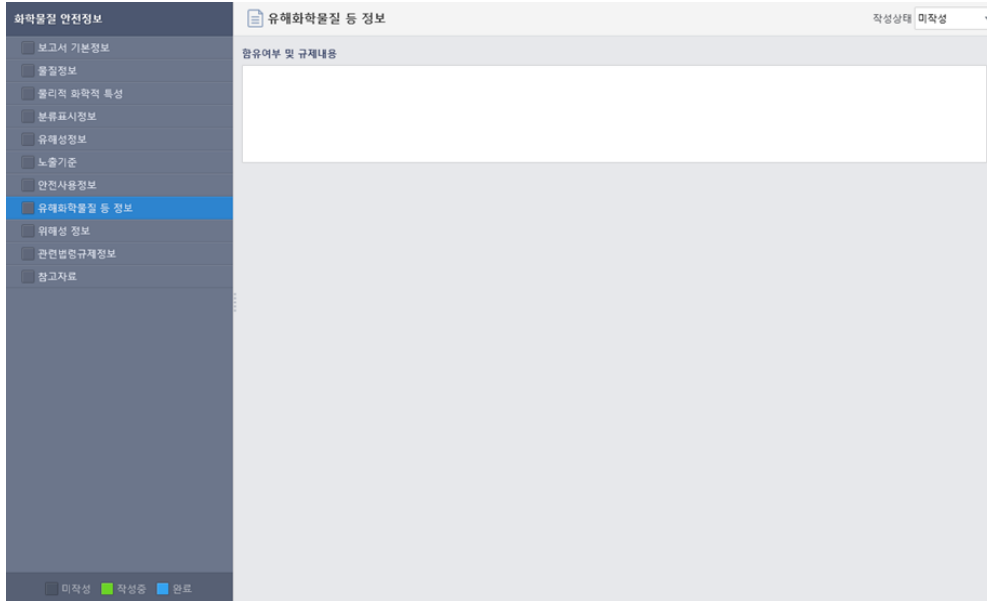 화학물질 안전정보
보고서 기본정보
물질정보
물리적 화학적 특성
분류표시정보
유해성정보
노출기준
안전사용정보
유해화학물질 등 정보
위해성 정보
관련법령규제정보
참고자료
미작성 작성중 완료
유해화학물질 등 정보
작성상태 미작성
함유여부 및 규제내용